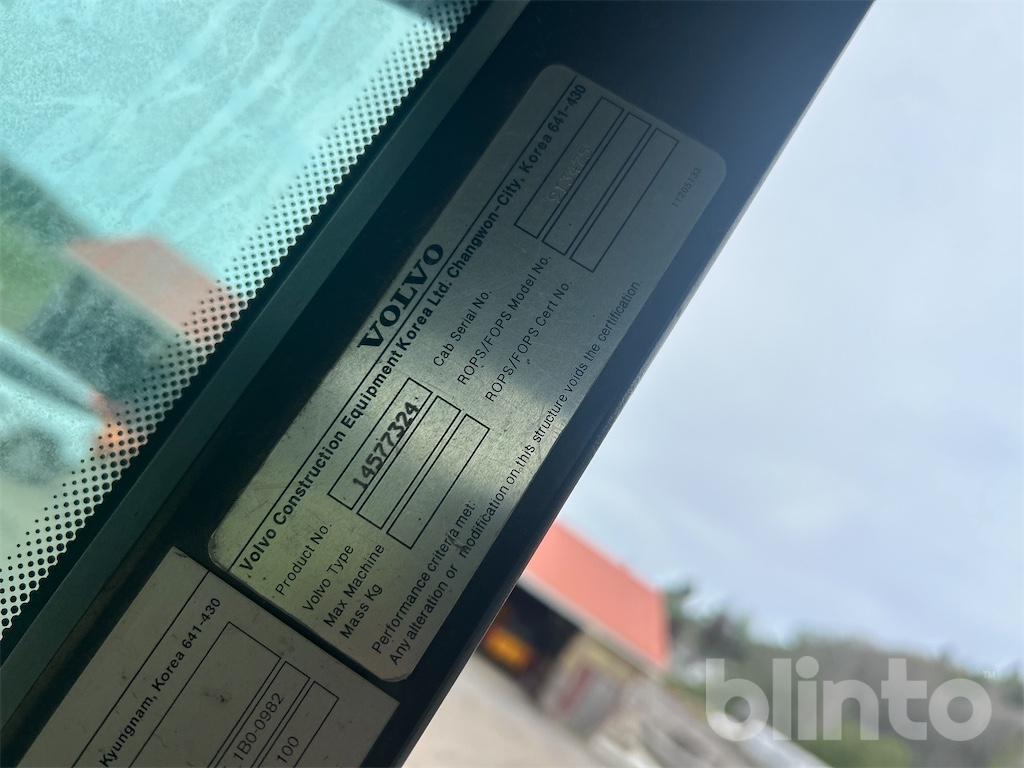 VOLVO
Volvo Construction Equipment Korea Ltd. Changwon-City, Korea 641-430
Product No. 14577324 Cab Serial No.
Volvo Type ROPS/FOPS Model No.
Max Machine ROPS/FOPS Cert No.
Mass Kg
Performance criteria met:
Any alteration or modification on this structure voids the certification.
11205133
Kyungnam, Korea 641-430
1B0-0982
100
blinto